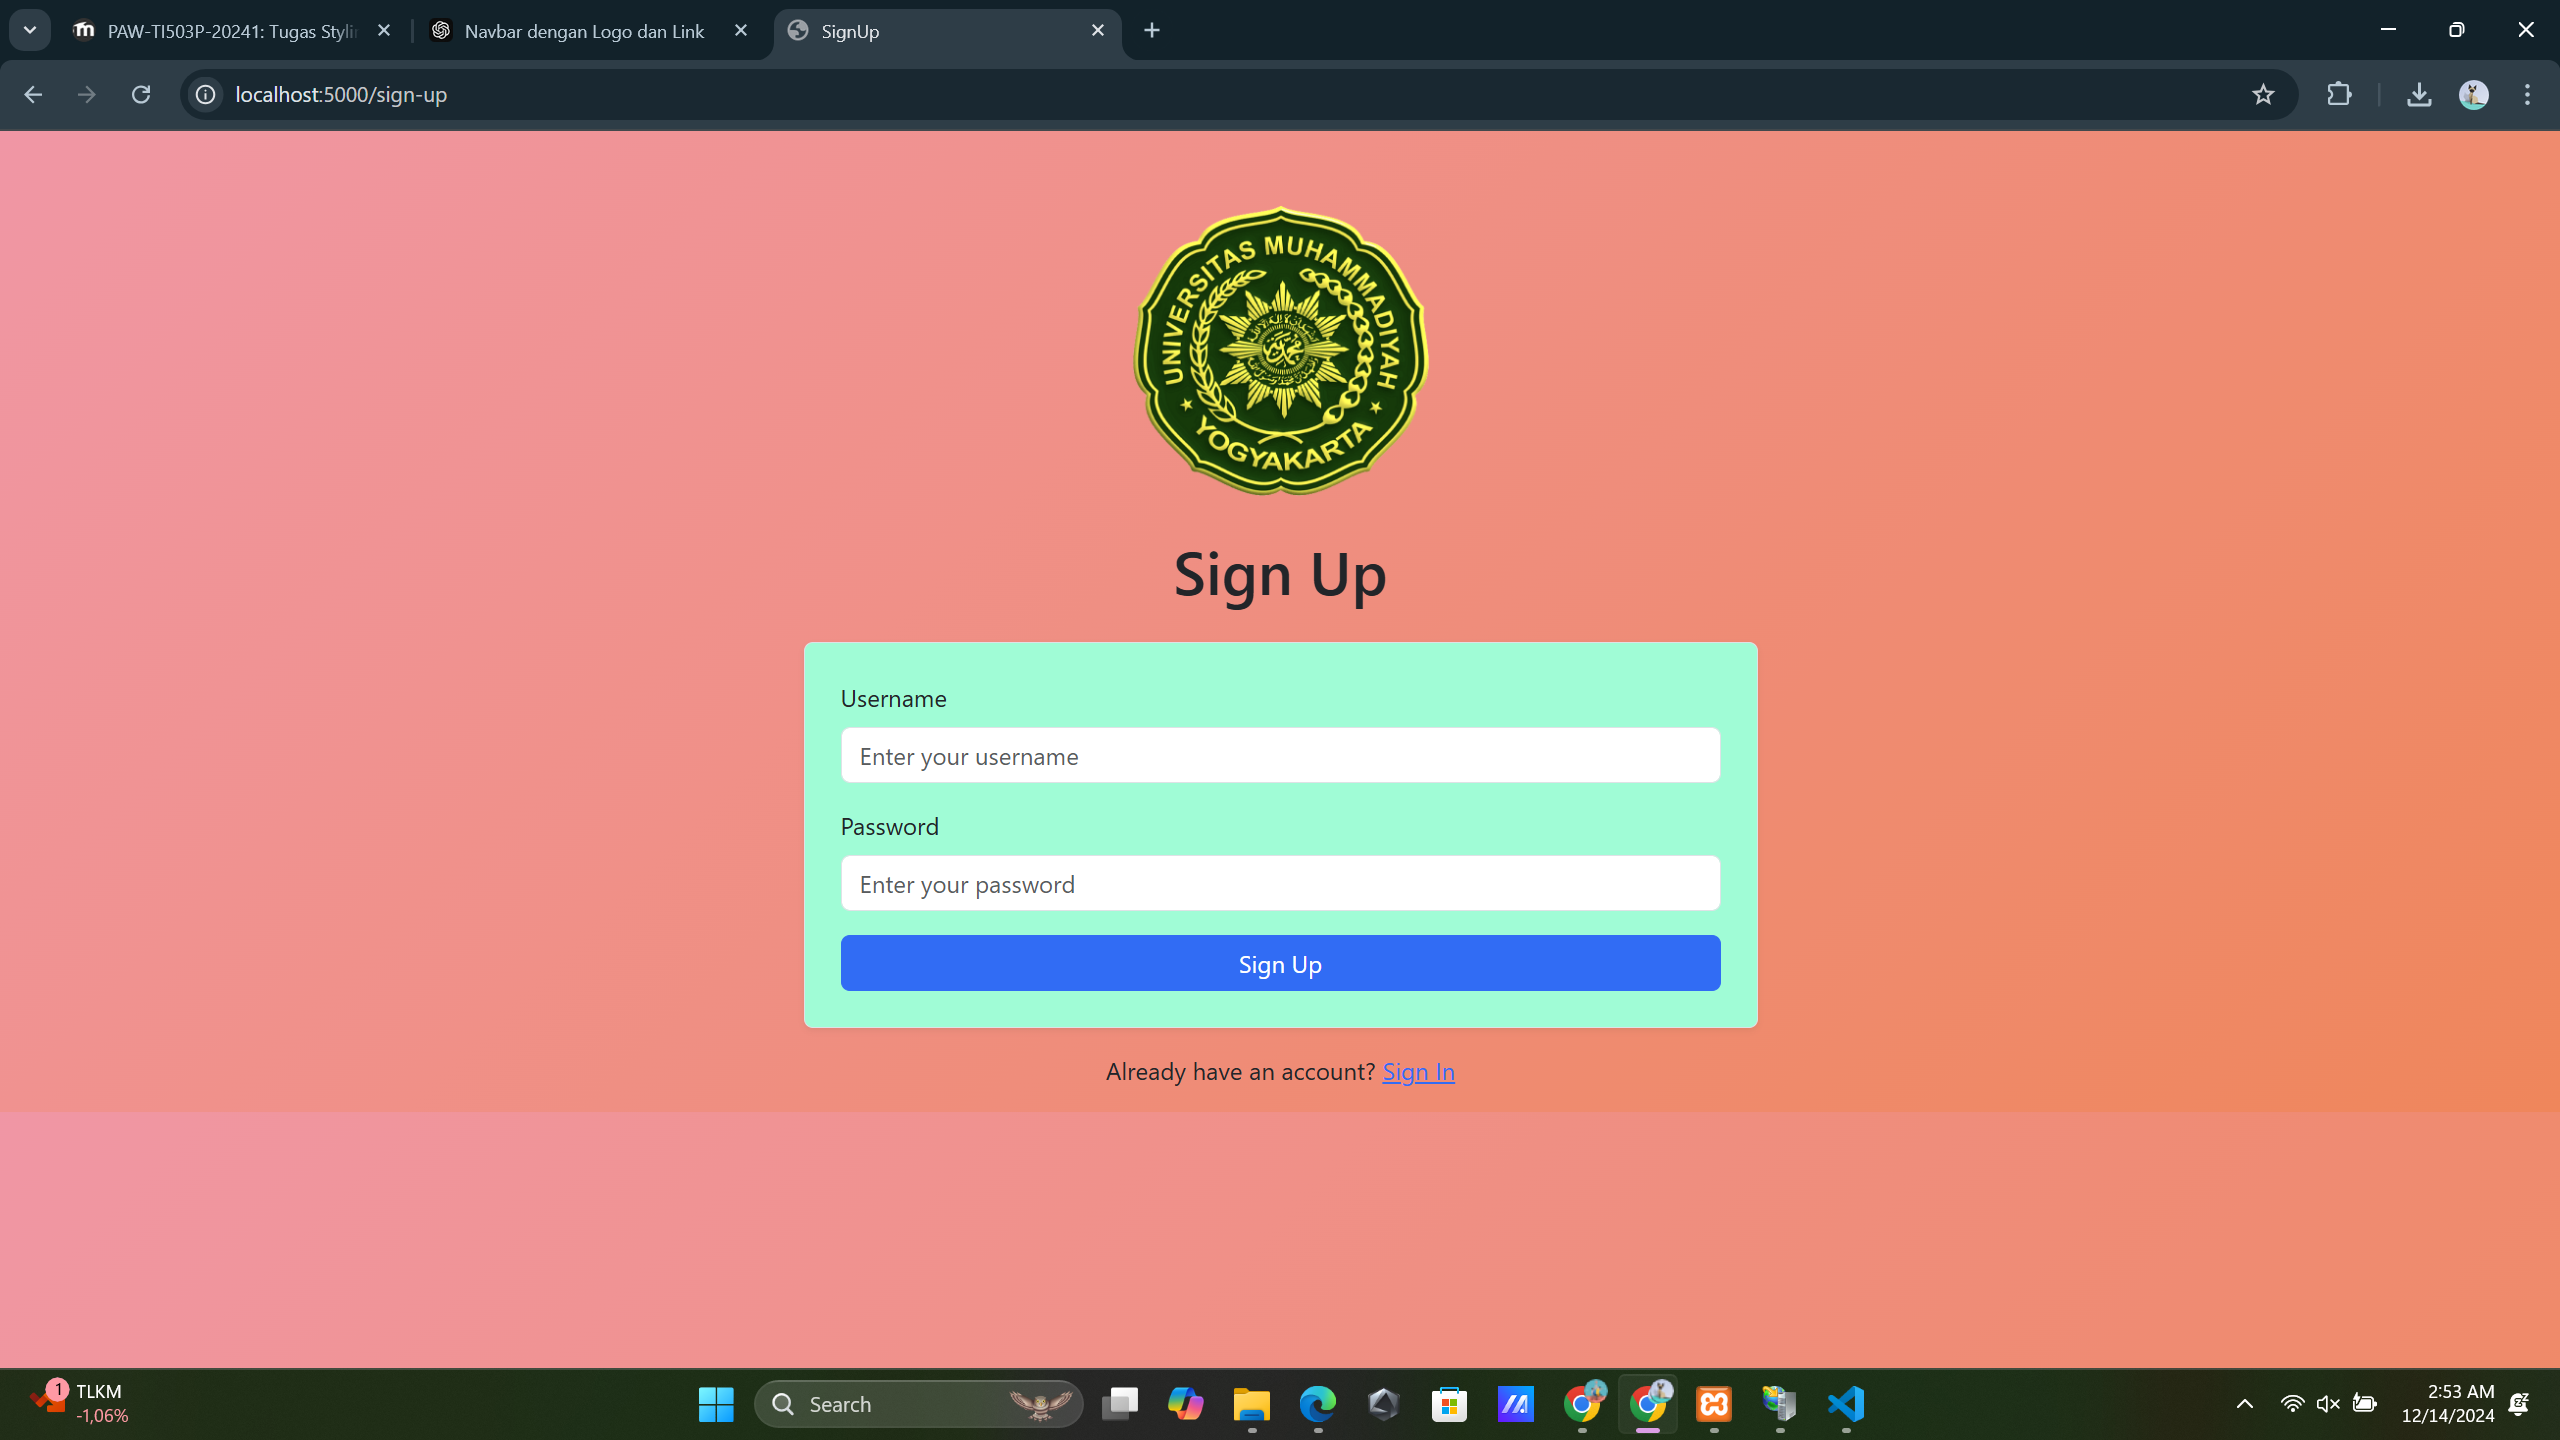 PAW-TI503P-20241: Tugas Stylin
Navbar dengan Logo dan Link
SignUp
localhost:5000/sign-up
UNIVERSITAS MUHAMMADIYAH
YOGYAKARTA
Sign Up
Username
Enter your username
Password
Enter your password
Sign Up
Already have an account? Sign In
1
TLKM
-1,06%
Search
2:53 AM
12/14/2024